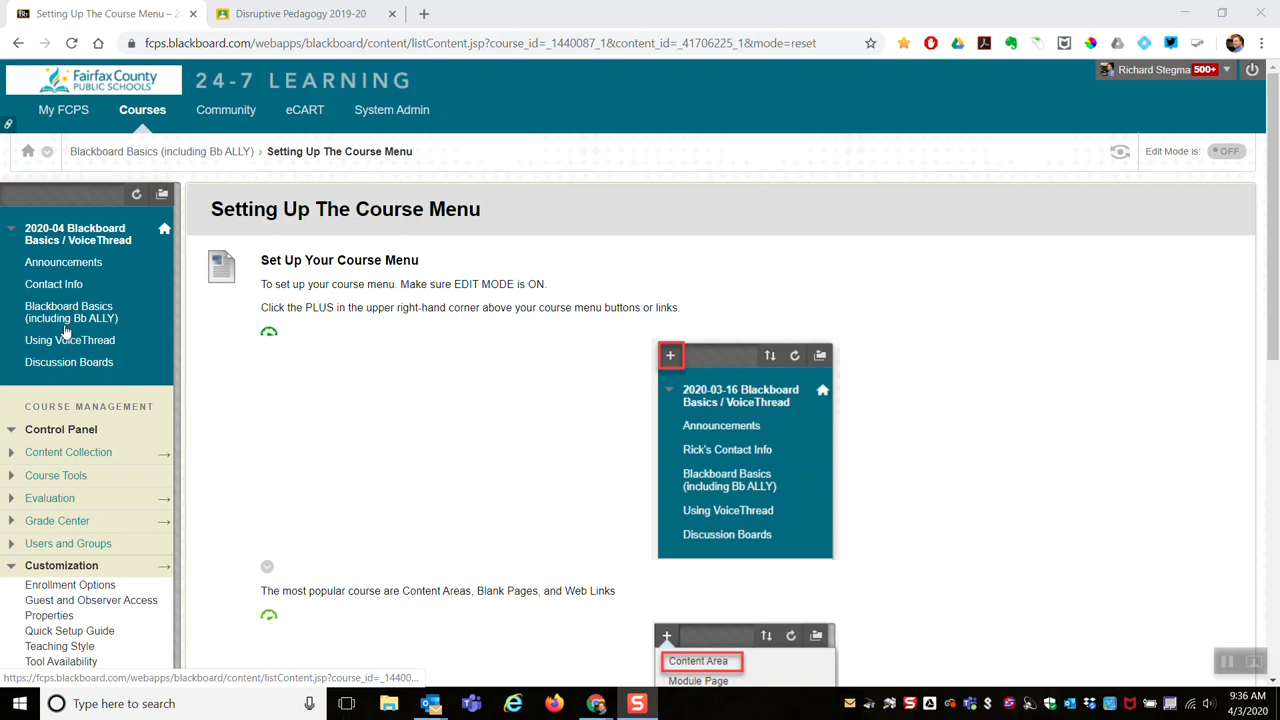 Setting Up The Course Menu – 2
Disruptive Pedagogy 2019-20
fcps.blackboard.com/webapps/blackboard/content/listContent.jsp?course_id=_1440087_1&content_id=_41706225_1&mode=reset
Fairfax County
PUBLIC SCHOOLS
24-7 LEARNING
Richard Stegma 500+
My FCPS
Courses
Community
eCART
System Admin
Blackboard Basics (including Bb ALLY) > Setting Up The Course Menu
Edit Mode is: OFF
2020-04 Blackboard
Basics / VoiceThread
Announcements
Contact Info
Blackboard Basics
(including Bb ALLY)
Using VoiceThread
Discussion Boards
COURSE MANAGEMENT
Control Panel
Content Collection
Course Tools
Evaluation
Grade Center
Users and Groups
Customization
Enrollment Options
Guest and Observer Access
Properties
Quick Setup Guide
Teaching Style
Tool Availability
Setting Up The Course Menu
Set Up Your Course Menu
To set up your course menu. Make sure EDIT MODE is ON.
Click the PLUS in the upper right-hand corner above your course menu buttons or links.
2020-03-16 Blackboard
Basics / VoiceThread
Announcements
Rick's Contact Info
Blackboard Basics
(including Bb ALLY)
Using VoiceThread
Discussion Boards
The most popular course are Content Areas, Blank Pages, and Web Links
Content Area
Module Page
https://fcps.blackboard.com/webapps/blackboard/content/listContent.jsp?course_id=_14400...
Type here to search
9:36 AM
4/3/2020